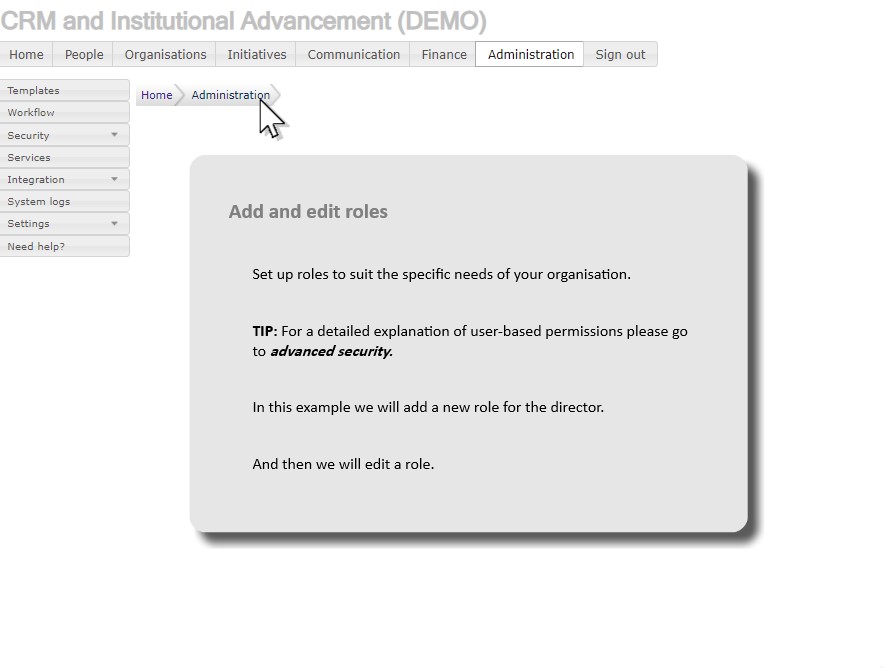 CRM and Institutional Advancement (DEMO)
Home People Organisations Initiatives Communication Finance Administration Sign out
Templates
Workflow
Security
Services
Integration
System logs
Settings
Need help?
Home Administration
Add and edit roles
Set up roles to suit the specific needs of your organisation.
TIP: For a detailed explanation of user-based permissions please go
to advanced security.
In this example we will add a new role for the director.
And then we will edit a role.